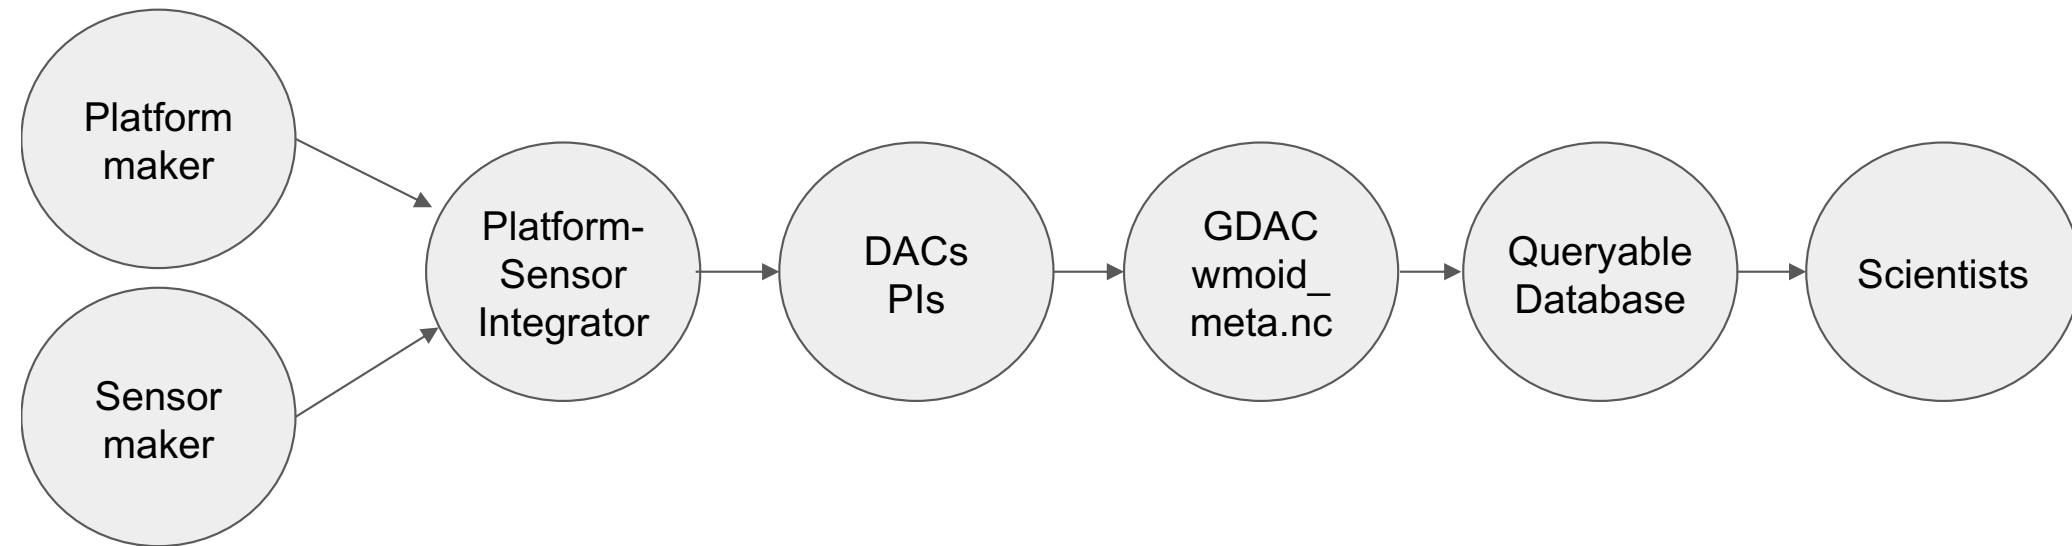 Platform
maker
Sensor
maker
Platform-
Sensor
Integrator
DACs
PIs
GDAC
wmoid_
meta.nc
Queryable
Database
Scientists